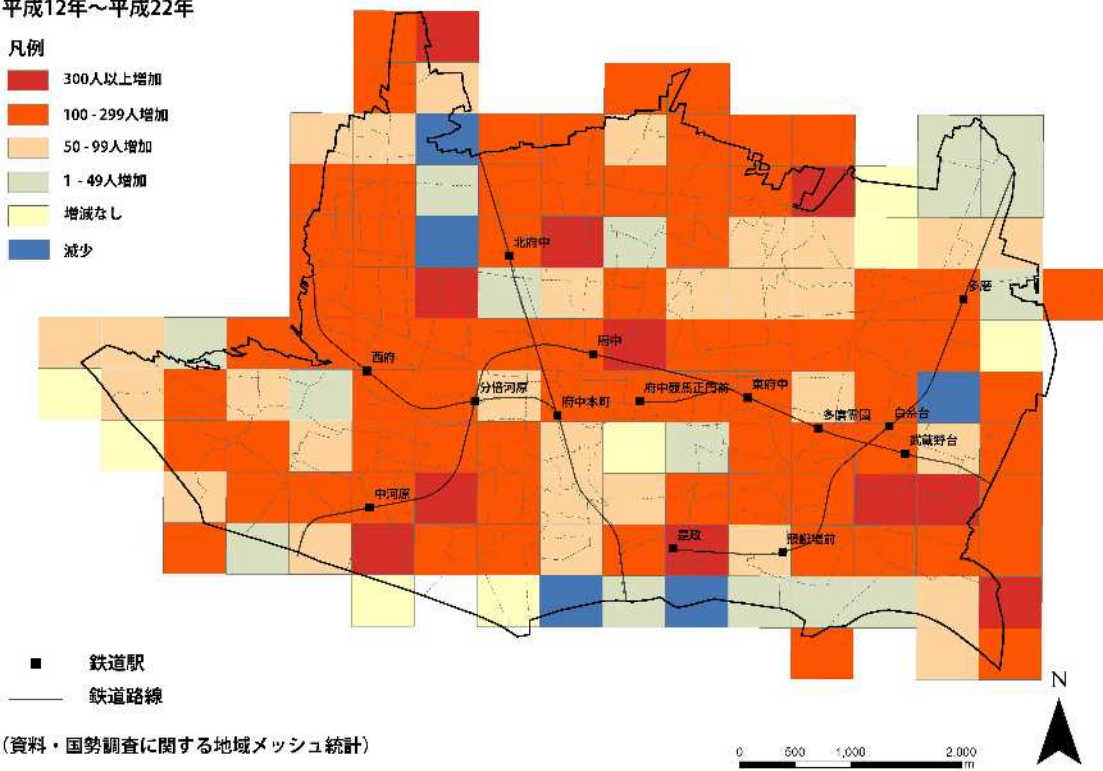 平成12年～平成22年
凡例
300人以上増加
100 - 299人増加
50 - 99人増加
1 - 49人増加
増減なし
減少
北府中
多磨
府中
西府
分倍河原
府中本町
府中競馬正門前
東府中
多磨霊園
白糸台
武蔵野台
中河原
是政
競艇場前
鉄道駅
鉄道路線
N
(資料・国勢調査に関する地域メッシュ統計)
0 500 1,000 2,000
m